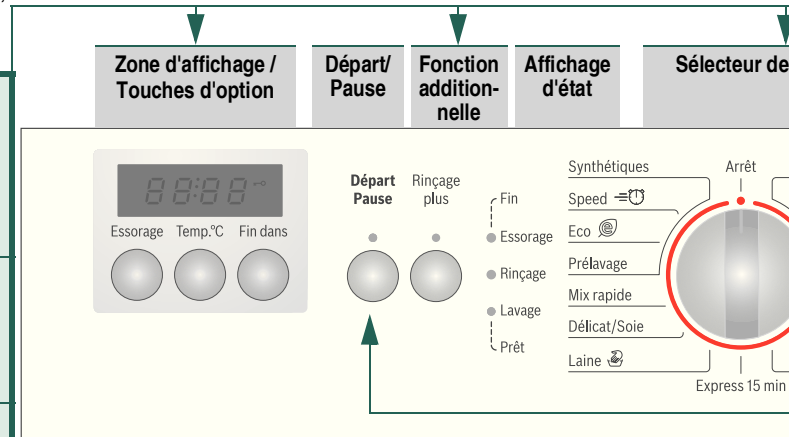 Zone d'affichage /
Touches d'option
Départ/
Pause
Fonction
addition-
nelle
Affichage
d'état
Sélecteur de
88:88
Essorage Temp.°C Fin dans
Départ
Pause
Rinçage
plus
Fin
Essorage
Rinçage
Lavage
Prêt
Synthétiques
Speed
Eco
Prélavage
Mix rapide
Délicat/Soie
Laine
Arrêt
Express 15 min